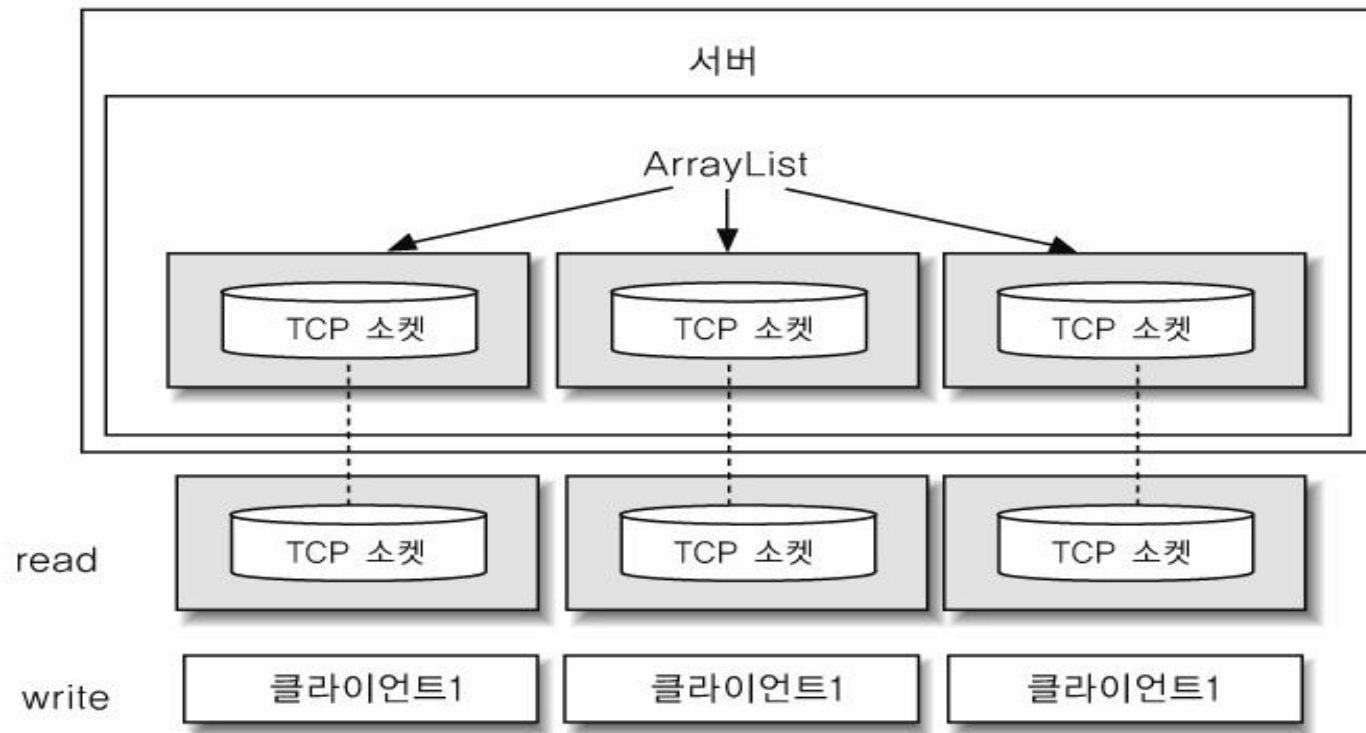 서버
ArrayList
TCP 소켓 TCP 소켓 TCP 소켓
read TCP 소켓 TCP 소켓 TCP 소켓
write 클라이언트1 클라이언트1 클라이언트1